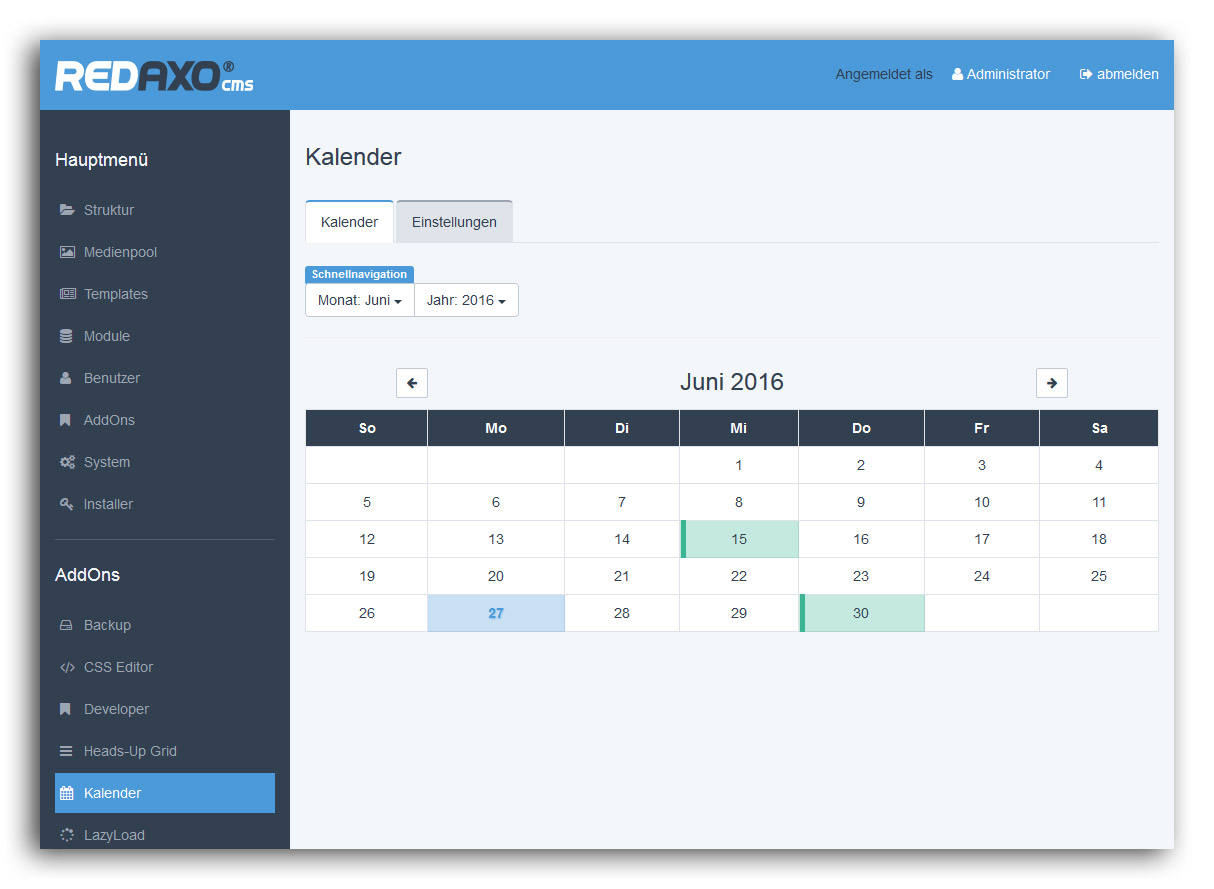 REDAXO® cms
Angemeldet als Administrator abmelden
Hauptmenü
Struktur
Medienpool
Templates
Module
Benutzer
AddOns
System
Installer
AddOns
Backup
CSS Editor
Developer
Heads-Up Grid
Kalender
LazyLoad
Kalender
Kalender Einstellungen
Schnellnavigation
Monat: Juni Jahr: 2016
Juni 2016
So Mo Di Mi Do Fr Sa
1 2 3 4
5 6 7 8 9 10 11
12 13 14 15 16 17 18
19 20 21 22 23 24 25
26 27 28 29 30